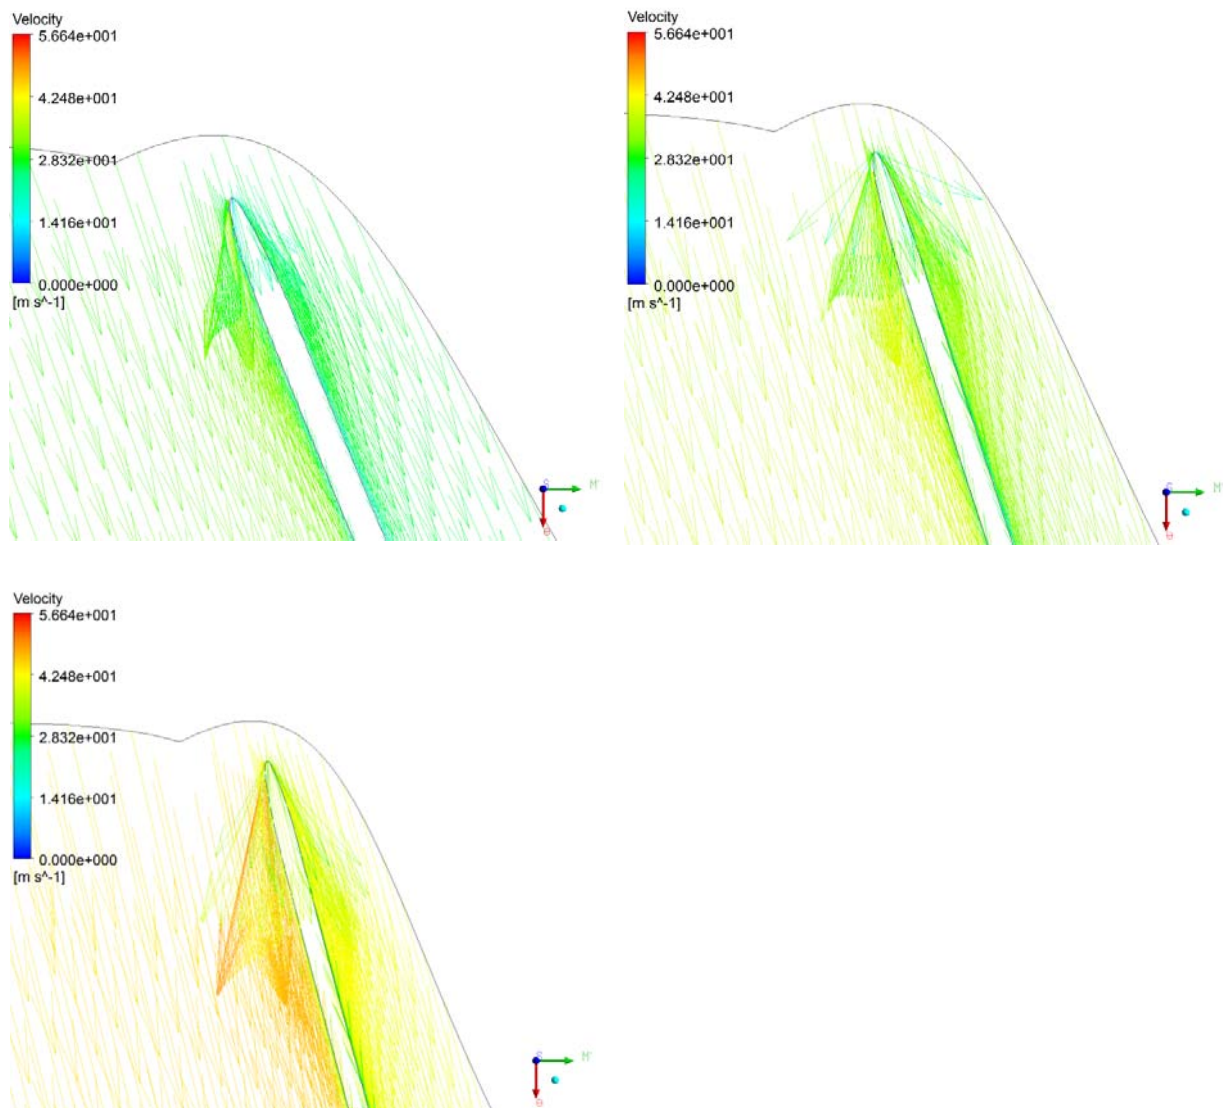 Velocity
5.664e+001
4.248e+001
2.832e+001
1.416e+001
0.000e+000
[m s^-1]
S
M'
θ
Velocity
5.664e+001
4.248e+001
2.832e+001
1.416e+001
0.000e+000
[m s^-1]
S
M'
θ
Velocity
5.664e+001
4.248e+001
2.832e+001
1.416e+001
0.000e+000
[m s^-1]
S
M'
θ